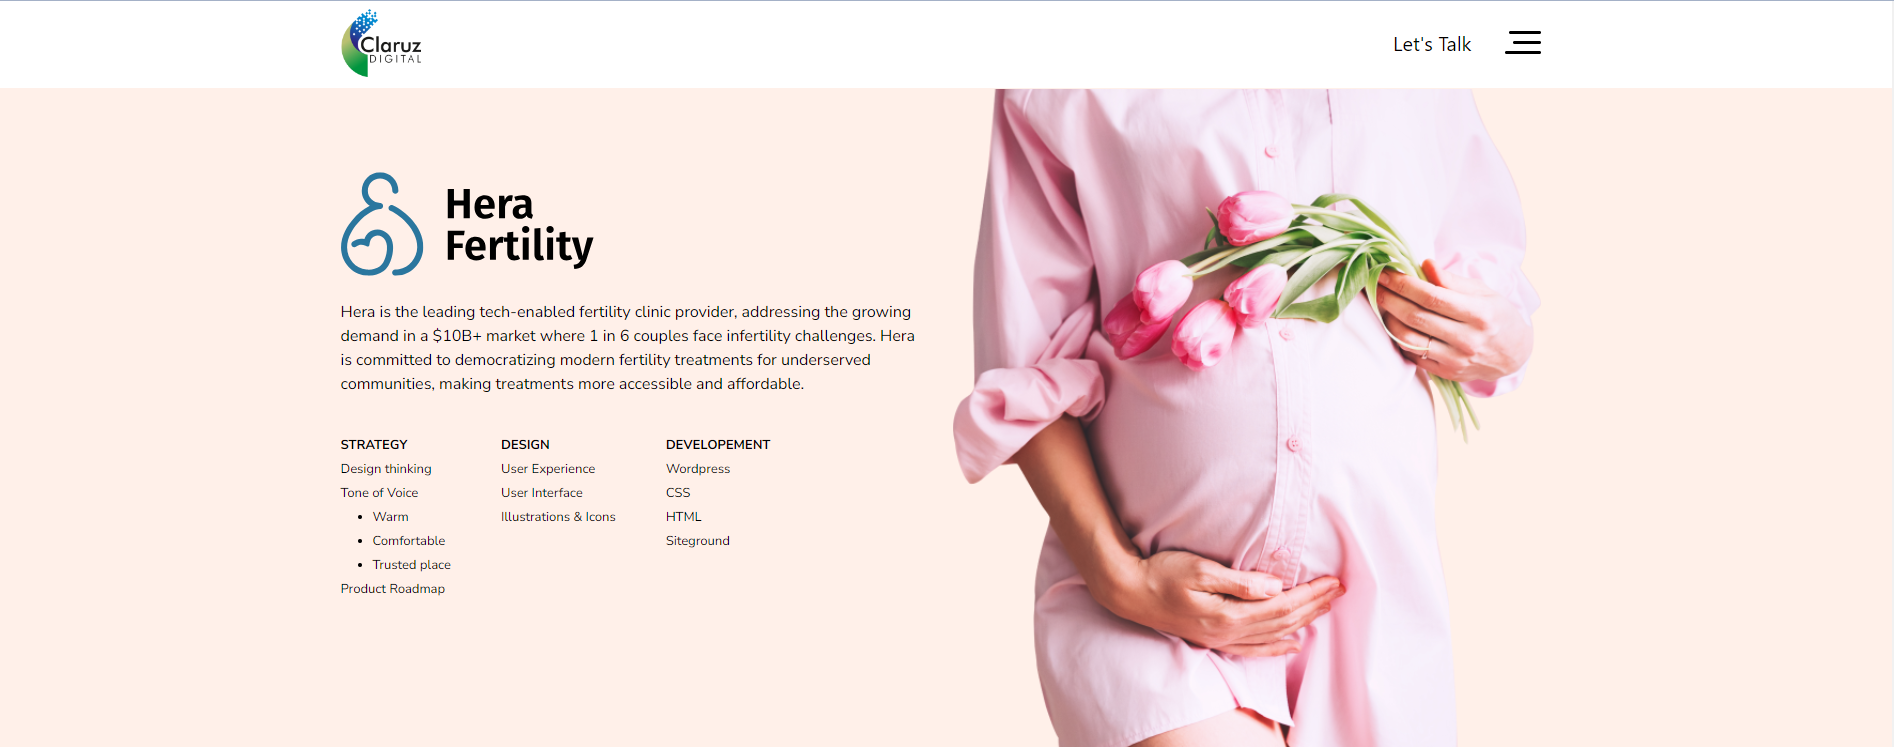 Claruz
DIGITAL
Let's Talk
Hera
Fertility
Hera is the leading tech-enabled fertility clinic provider, addressing the growing
demand in a $10B+ market where 1 in 6 couples face infertility challenges. Hera
is committed to democratizing modern fertility treatments for underserved
communities, making treatments more accessible and affordable.
STRATEGY
Design thinking
Tone of Voice
• Warm
• Comfortable
• Trusted place
Product Roadmap
DESIGN
User Experience
User Interface
Illustrations & Icons
DEVELOPEMENT
Wordpress
CSS
HTML
Siteground